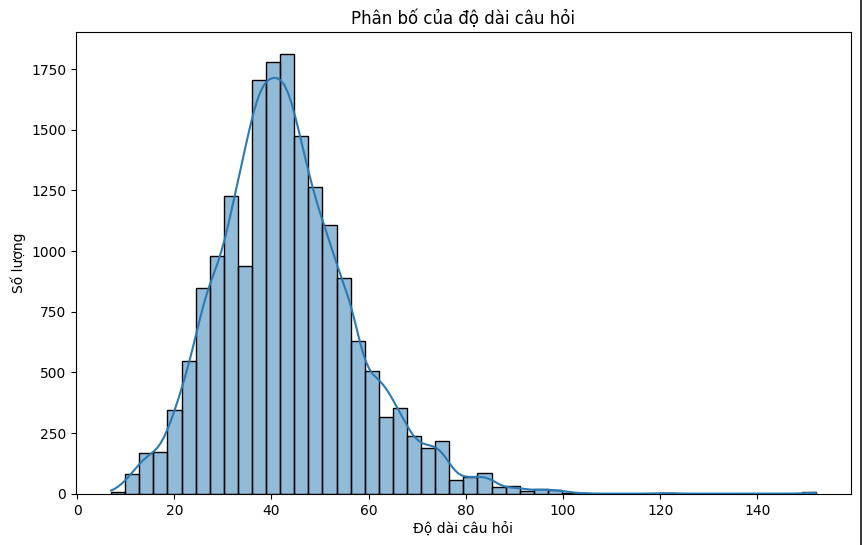 Phân bố của độ dài câu hỏi
1750
1500
1250
1000
750
500
250
0
Số lượng
0 20 40 60 80 100 120 140
Độ dài câu hỏi